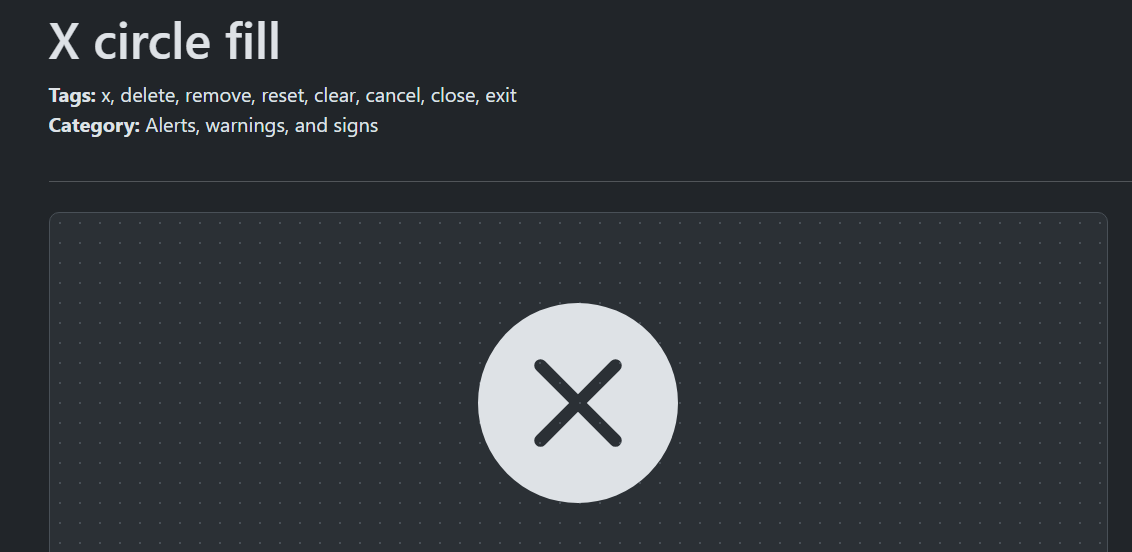 X circle fill
Tags: x, delete, remove, reset, clear, cancel, close, exit
Category: Alerts, warnings, and signs